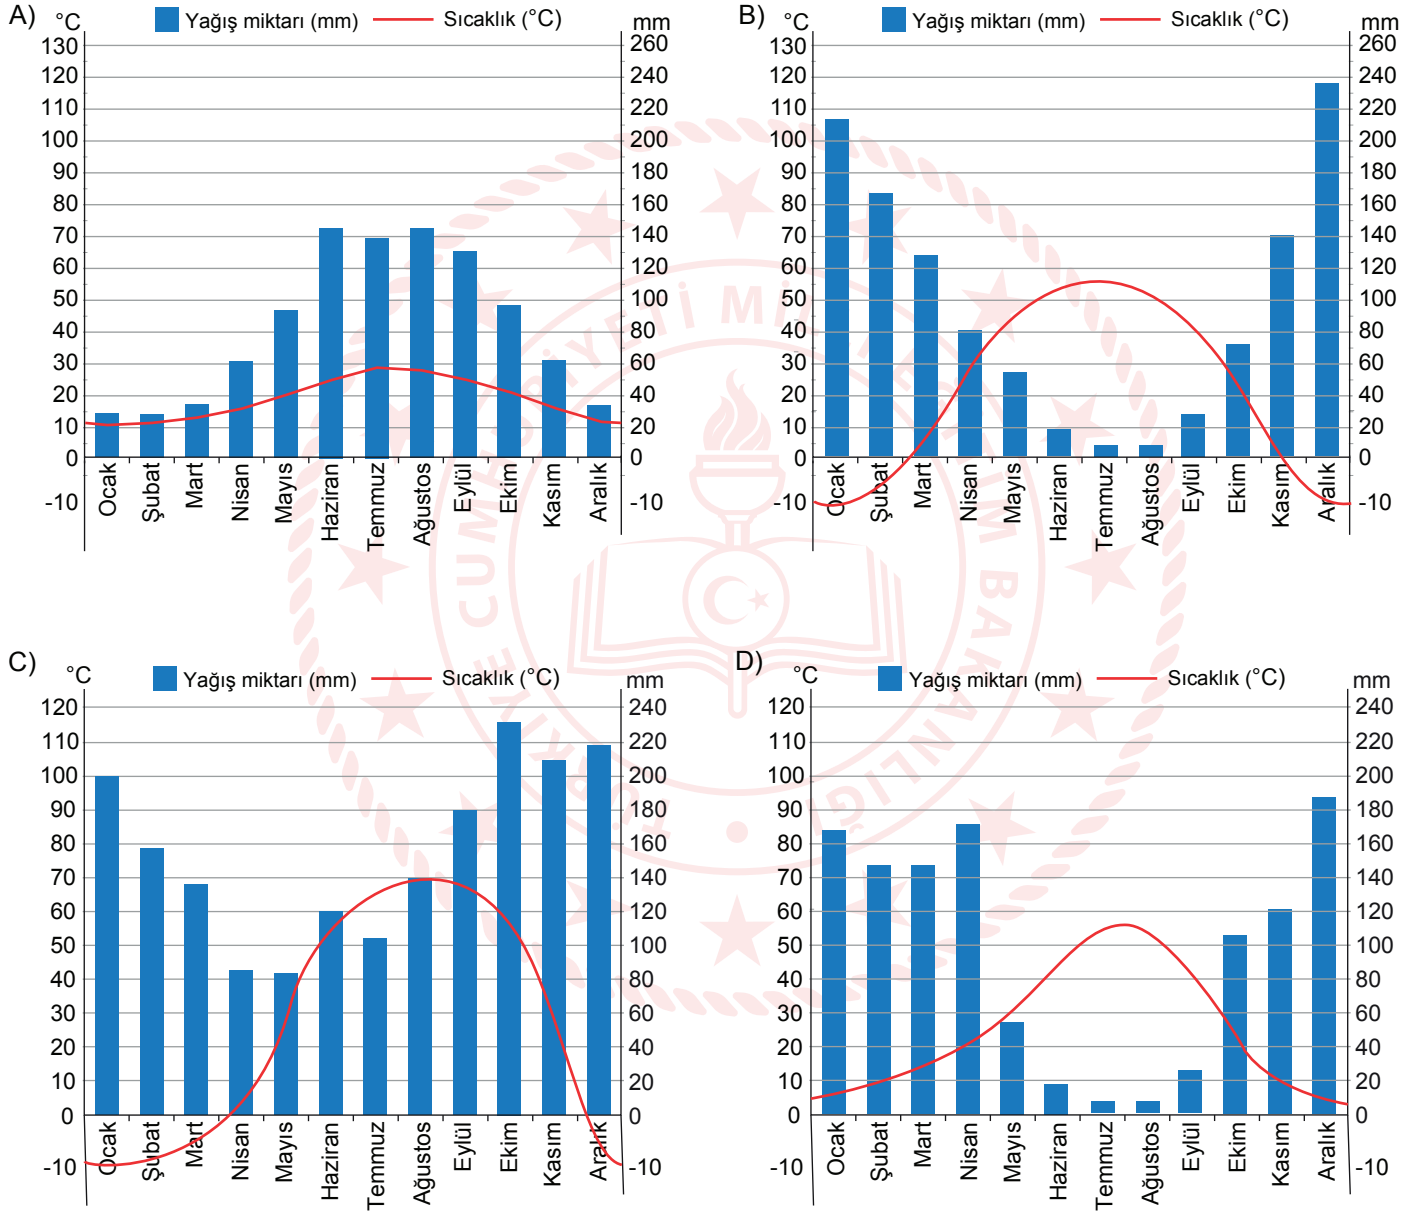 A)
°C
Yağış miktarı (mm)
Sıcaklık (°C)
mm
130
120
110
100
90
80
70
60
50
40
30
20
10
0
-10
260
240
220
200
180
160
140
120
100
80
60
40
20
0
-10
Ocak
Şubat
Mart
Nisan
Mayıs
Haziran
Temmuz
Ağustos
Eylül
Ekim
Kasım
Aralık
B)
°C
Yağış miktarı (mm)
Sıcaklık (°C)
mm
130
120
110
100
90
80
70
60
50
40
30
20
10
0
-10
260
240
220
200
180
160
140
120
100
80
60
40
20
0
-10
Ocak
Şubat
Mart
Nisan
Mayıs
Haziran
Temmuz
Ağustos
Eylül
Ekim
Kasım
Aralık
C)
°C
Yağış miktarı (mm)
Sıcaklık (°C)
mm
120
110
100
90
80
70
60
50
40
30
20
10
0
-10
240
220
200
180
160
140
120
100
80
60
40
20
0
-10
Ocak
Şubat
Mart
Nisan
Mayıs
Haziran
Temmuz
Ağustos
Eylül
Ekim
Kasım
Aralık
D)
°C
Yağış miktarı (mm)
Sıcaklık (°C)
mm
120
110
100
90
80
70
60
50
40
30
20
10
0
-10
240
220
200
180
160
140
120
100
80
60
40
20
0
-10
Ocak
Şubat
Mart
Nisan
Mayıs
Haziran
Temmuz
Ağustos
Eylül
Ekim
Kasım
Aralık
TÜRKİYE CUMHURİYETİ MİLLÎ EĞİTİM BAKANLIĞI